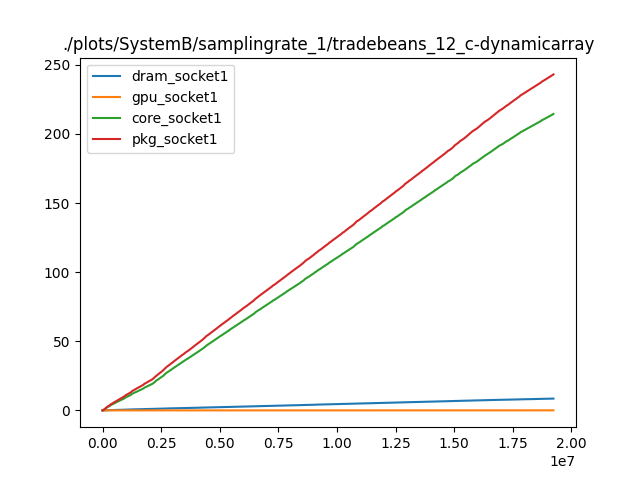 ./plots/SystemB/samplingrate_1/tradebeans_12_c-dynamicarray
250
200
150
100
50
0
dram_socket1
gpu_socket1
core_socket1
pkg_socket1
0.00 0.25 0.50 0.75 1.00 1.25 1.50 1.75 2.00
1e7